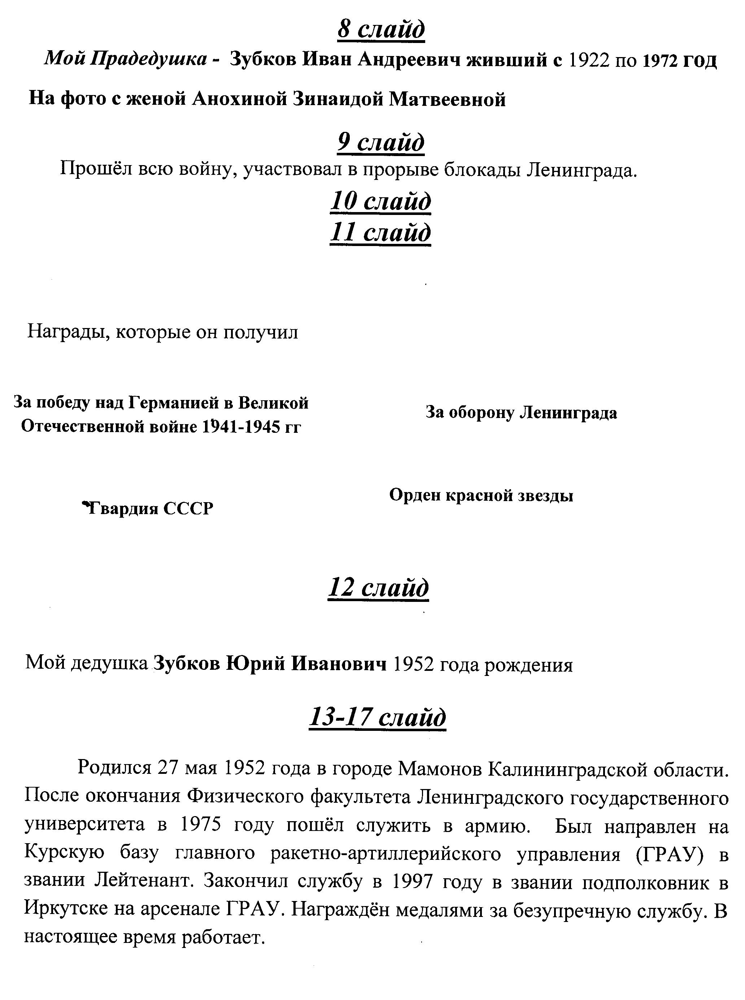 8 слайд
Мой Прадедушка - Зубков Иван Андреевич живший с 1922 по 1972 год
На фото с женой Анохиной Зинаидой Матвеевной
9 слайд
Прошёл всю войну, участвовал в прорыве блокады Ленинграда.
10 слайд
11 слайд
Награды, которые он получил
За победу над Германией в Великой
Отечественной войне 1941-1945 гг
За оборону Ленинграда
Орден красной звезды
Гвардия СССР
12 слайд
Мой дедушка Зубков Юрий Иванович 1952 года рождения
13-17 слайд
Родился 27 мая 1952 года в городе Мамонов Калининградской области.
После окончания Физического факультета Ленинградского государственного
университета в 1975 году пошёл служить в армию. Был направлен на
Курскую базу главного ракетно-артиллерийского управления (ГРАУ) в
звании Лейтенант. Закончил службу в 1997 году в звании подполковник в
Иркутске на арсенале ГРАУ. Награждён медалями за безупречную службу. В
настоящее время работает.